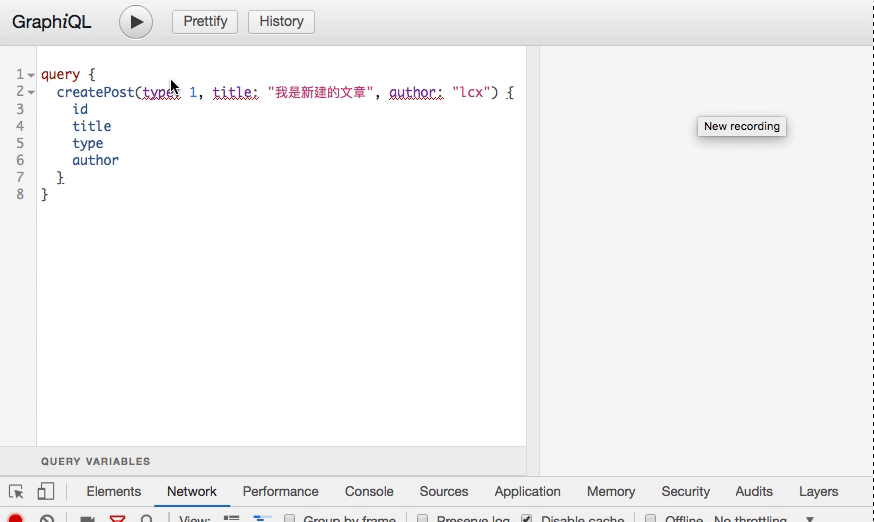 GraphiQL Prettify History
1 query {
2 createPost(type: 1, title: "我是新建的文章", author: "lcx") {
3 id
4 title
5 type
6 author
7 }
8 }
New recording
QUERY VARIABLES
Elements Network Performance Console Sources Application Memory Security Audits Layers
View: Group by frame Preserve log Disable cache Offline No throttling